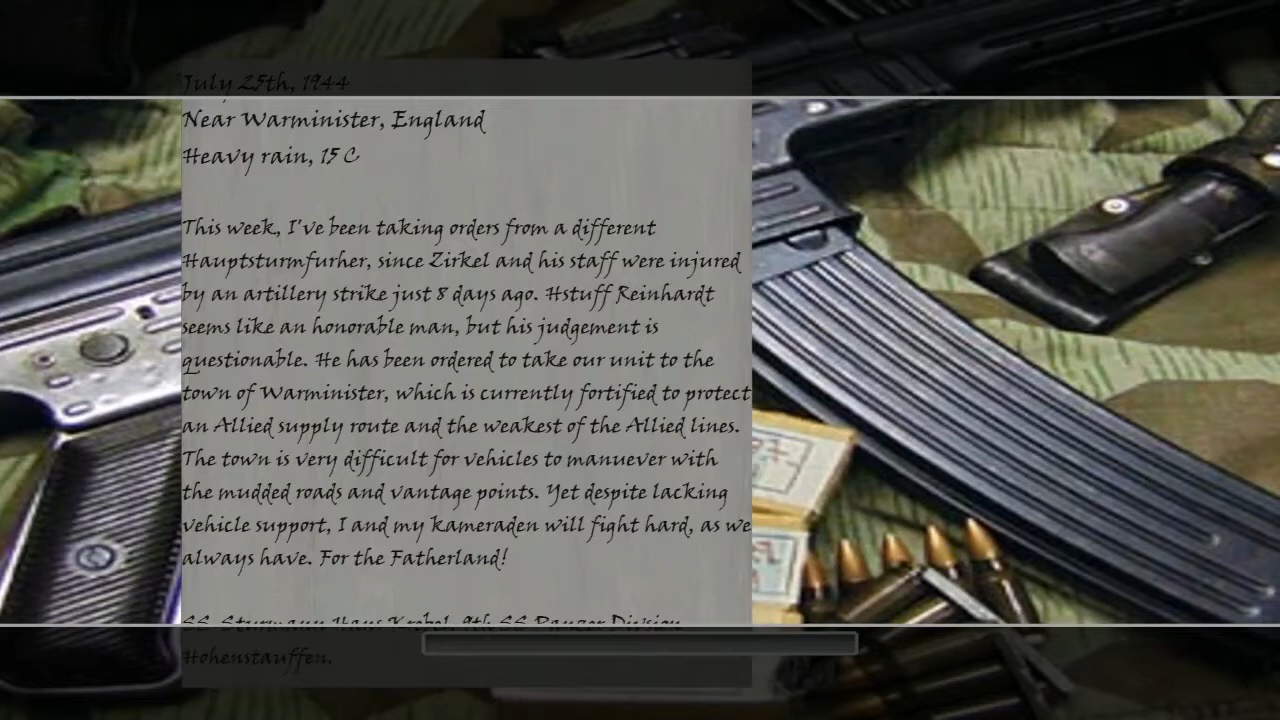 July 25th, 1944
Near Warminister, England
Heavy rain, 15 C
This week, I've been taking orders from a different
Hauptsturmfurher, since Zirkel and his staff were injured
by an artillery strike just 8 days ago. Hstuff Reinhardt
seems like an honorable man, but his judgement is
questionable. He has been ordered to take our unit to the
town of Warminister, which is currently fortified to protect
an Allied supply route and the weakest of the Allied lines.
The town is very difficult for vehicles to manuever with
the mudded roads and vantage points. Yet despite lacking
vehicle support, I and my kameraden will fight hard, as we
always have. For the Fatherland!
SS-Sturmann Hans Krebel, 9th SS Panzer Division
Hohenstauffen.